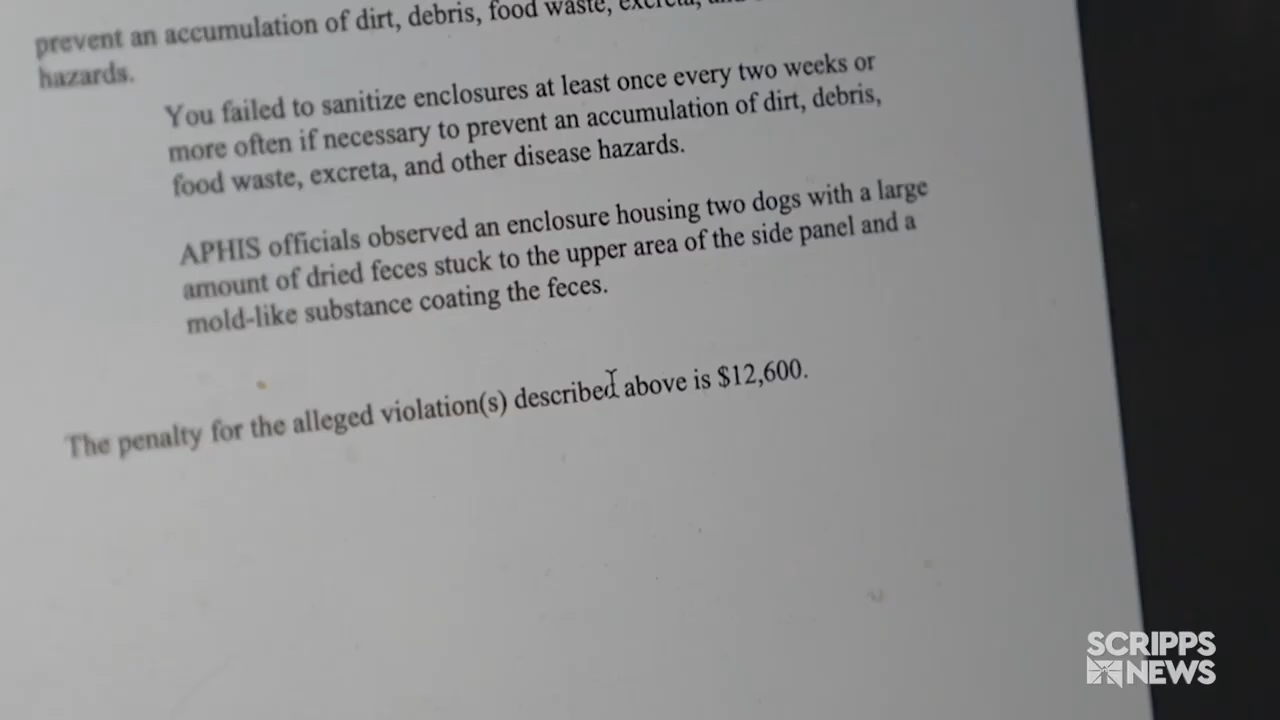 prevent an accumulation of dirt, debris, food waste, excreta,
hazards.
You failed to sanitize enclosures at least once every two weeks or
more often if necessary to prevent an accumulation of dirt, debris,
food waste, excreta, and other disease hazards.
APHIS officials observed an enclosure housing two dogs with a large
amount of dried feces stuck to the upper area of the side panel and a
mold-like substance coating the feces.
The penalty for the alleged violation(s) described above is $12,600.
SCRIPPS
NEWS